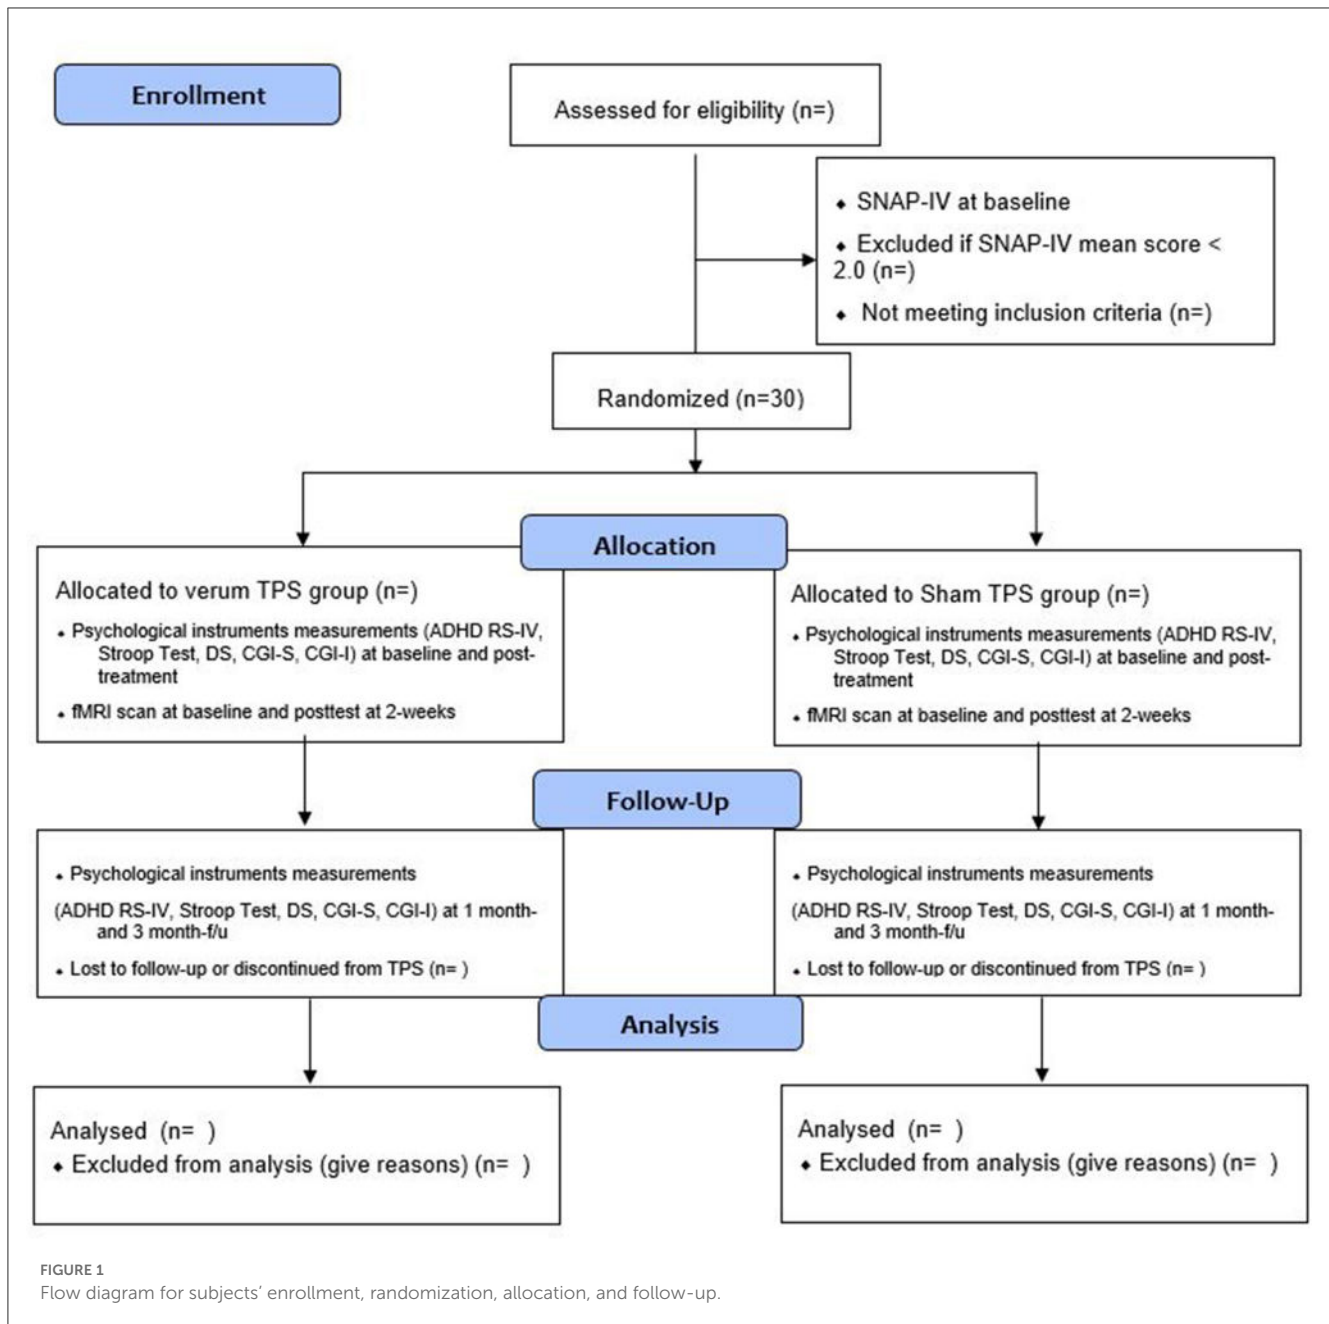 Enrollment
Assessed for eligibility (n=)
⬥ SNAP-IV at baseline
⬥ Excluded if SNAP-IV mean score <
2.0 (n=)
⬥ Not meeting inclusion criteria (n=)
Randomized (n=30)
Allocation
Allocated to verum TPS group (n=)
⬥ Psychological instruments measurements (ADHD RS-IV,
Stroop Test, DS, CGI-S, CGI-I) at baseline and post-
treatment
⬥ fMRI scan at baseline and posttest at 2-weeks
Allocated to Sham TPS group (n=)
⬥ Psychological instruments measurements (ADHD RS-IV,
Stroop Test, DS, CGI-S, CGI-I) at baseline and post-
treatment
⬥ fMRI scan at baseline and posttest at 2-weeks
Follow-Up
⬥ Psychological instruments measurements
(ADHD RS-IV, Stroop Test, DS, CGI-S, CGI-I) at 1 month-
and 3 month-f/u
⬥ Lost to follow-up or discontinued from TPS (n= )
⬥ Psychological instruments measurements
(ADHD RS-IV, Stroop Test, DS, CGI-S, CGI-I) at 1 month-
and 3 month-f/u
⬥ Lost to follow-up or discontinued from TPS (n= )
Analysis
Analysed (n= )
⬥ Excluded from analysis (give reasons) (n= )
Analysed (n= )
⬥ Excluded from analysis (give reasons) (n= )
FIGURE 1
Flow diagram for subjects' enrollment, randomization, allocation, and follow-up.